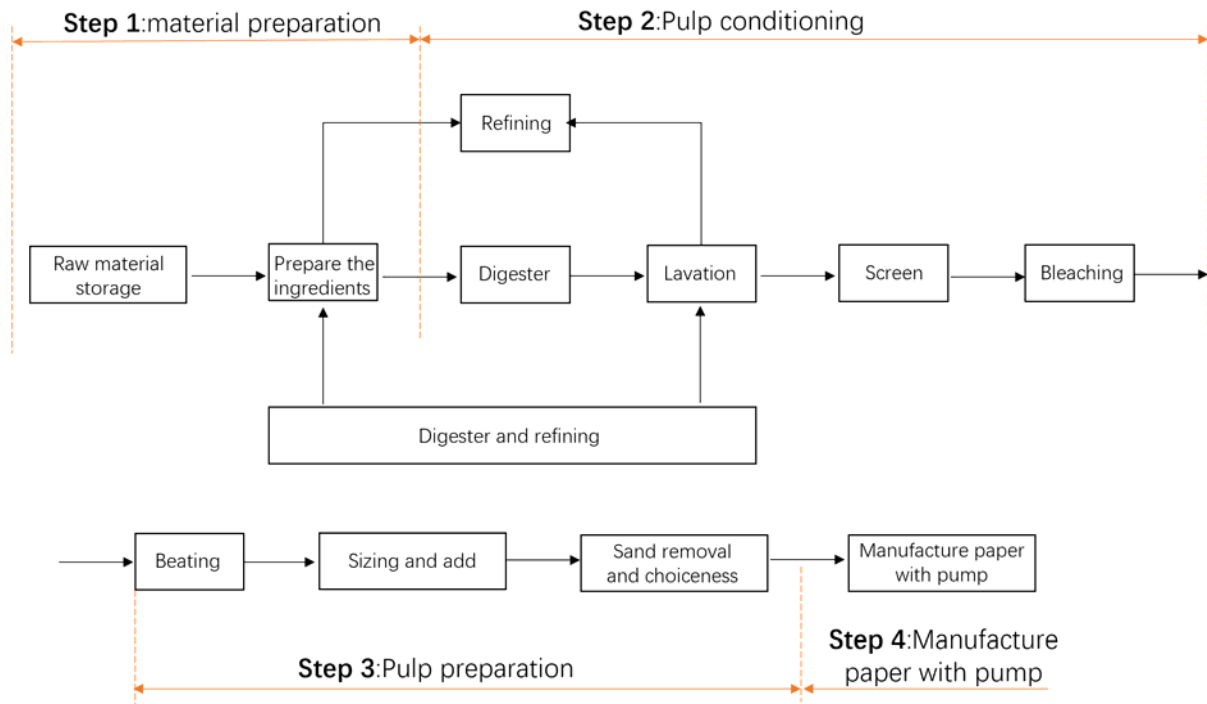 Step 1:material preparation
Step 2:Pulp conditioning
Refining
Raw material
storage
Prepare the
ingredients
Digester
Lavation
Screen
Bleaching
Digester and refining
Beating
Sizing and add
Sand removal
and choiceness
Manufacture paper
with pump
Step 3:Pulp preparation
Step 4:Manufacture
paper with pump